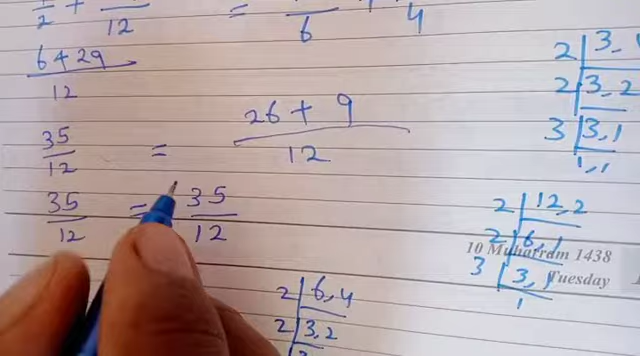 1/2 + /12 = /6 + /4
6+29/12
26 + 9/12
35/12 =
35/12 = 35/12
2 | 3,
2 | 3, 2
3 | 3, 1
1, 1
2 | 12, 2
2 | 6, 1
3 | 3, 1
1
10 Muharram 1438
Tuesday
2 | 6, 4
2 | 3, 2